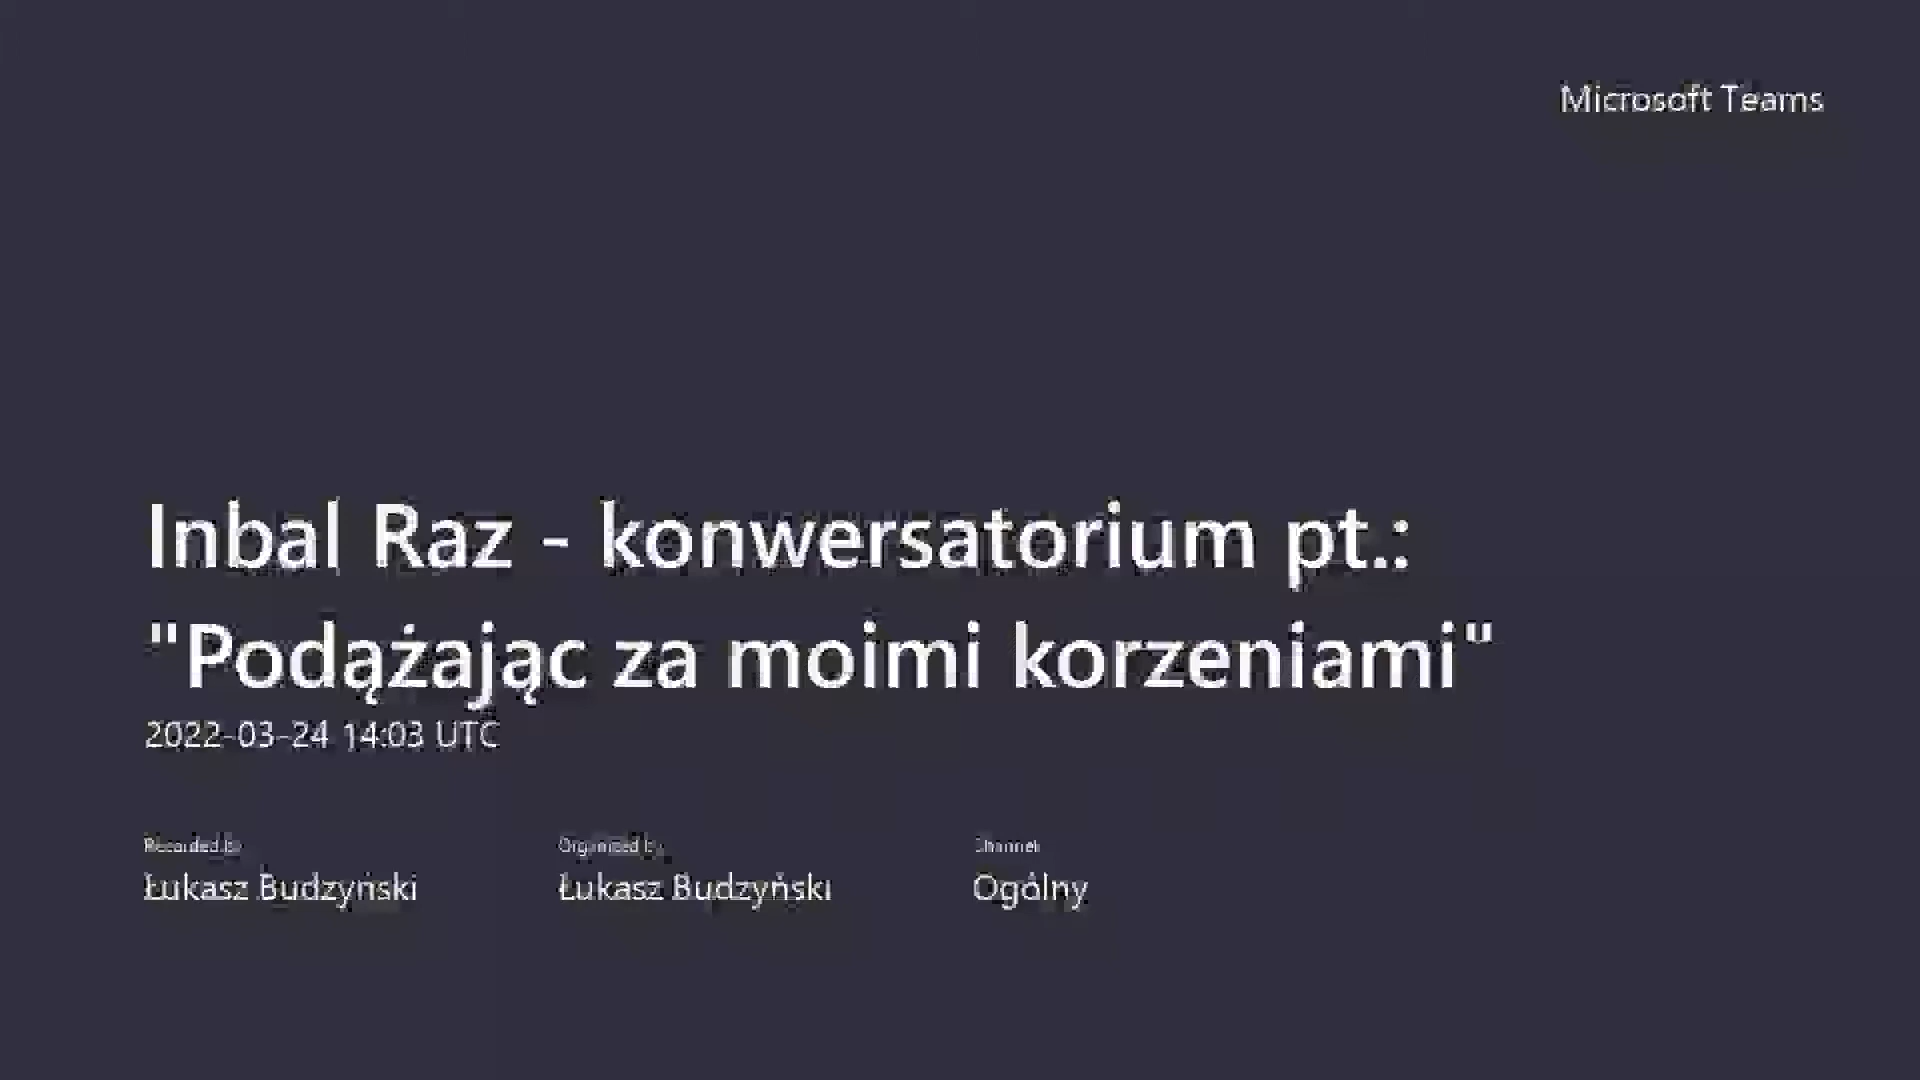 Microsoft Teams
Inbal Raz - konwersatorium pt.:
"Podążając za moimi korzeniami"
2022-03-24 14:03 UTC
Recorded by
Organized by
Channel
Łukasz Budzyński
Łukasz Budzyński
Ogólny